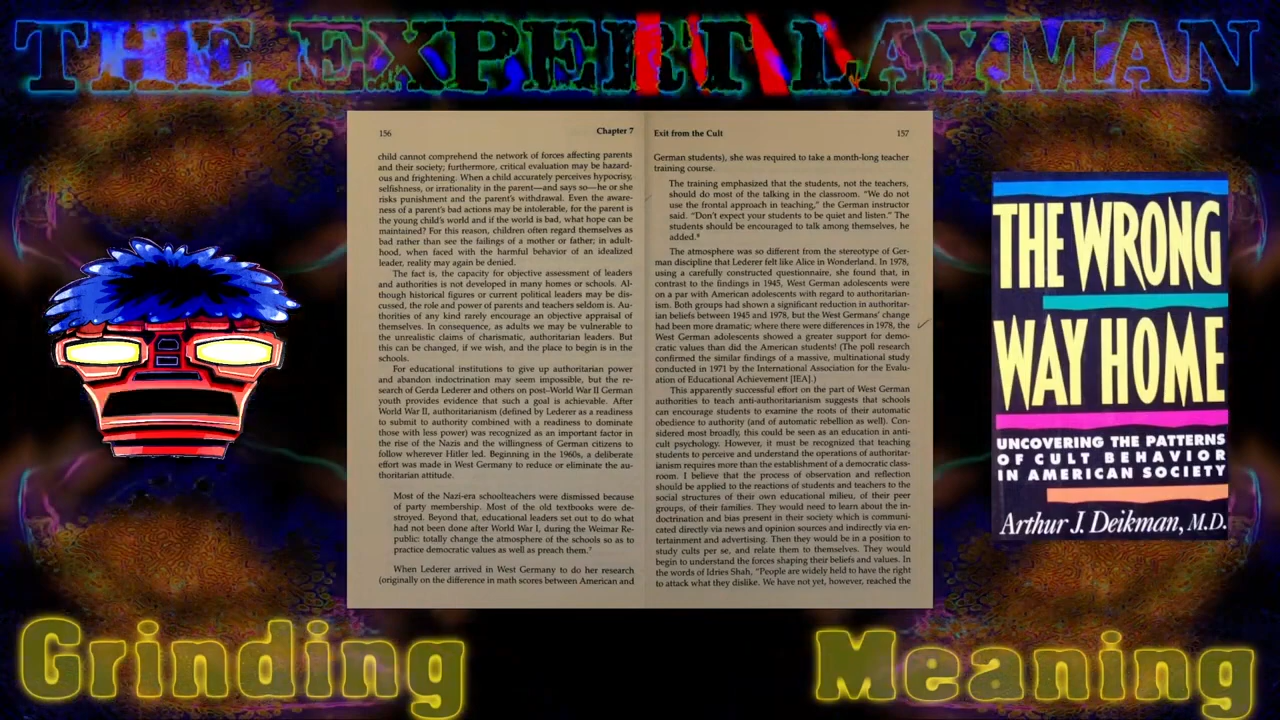 THE EXPERT LAYMAN
156
Chapter 7
child cannot comprehend the network of forces affecting parents
and their society; furthermore, critical evaluation may be hazard-
ous and frightening. When a child accurately perceives hypocrisy,
selfishness, or irrationality in the parent—and says so—he or she
risks punishment and the parent's withdrawal. Even the aware-
ness of a parent's bad actions may be intolerable, for the parent is
the young child's world and if the world is bad, what hope can be
maintained? For this reason, children often regard themselves as
bad rather than see the failings of a mother or father; in adult-
hood, when faced with the harmful behavior of an idealized
leader, reality may again be denied.
The fact is, the capacity for objective assessment of leaders
and authorities is not developed in many homes or schools. Al-
though historical figures or current political leaders may be dis-
cussed, the role and power of parents and teachers seldom is. Au-
thorities of any kind rarely encourage an objective appraisal of
themselves. In consequence, as adults we may be vulnerable to
the unrealistic claims of charismatic, authoritarian leaders. But
this can be changed, if we wish, and the place to begin is in the
schools.
For educational institutions to give up authoritarian power
and abandon indoctrination may seem impossible, but the re-
search of Gerda Lederer and others on post–World War II German
youth provides evidence that such a goal is achievable. After
World War II, authoritarianism (defined by Lederer as a readiness
to submit to authority combined with a readiness to dominate
those with less power) was recognized as an important factor in
the rise of the Nazis and the willingness of German citizens to
follow wherever Hitler led. Beginning in the 1960s, a deliberate
effort was made in West Germany to reduce or eliminate the au-
thoritarian attitude.
Most of the Nazi-era schoolteachers were dismissed because
of party membership. Most of the old textbooks were de-
stroyed. Beyond that, educational leaders set out to do what
had not been done after World War I, during the Weimar Re-
public: totally change the atmosphere of the schools so as to
practice democratic values as well as preach them.⁷
When Lederer arrived in West Germany to do her research
(originally on the difference in math scores between American and
Exit from the Cult
157
German students), she was required to take a month-long teacher
training course.
The training emphasized that the students, not the teachers,
should do most of the talking in the classroom. "We do not
use the frontal approach in teaching," the German instructor
said. "Don't expect your students to be quiet and listen." The
students should be encouraged to talk among themselves, he
added.⁸
The atmosphere was so different from the stereotype of Ger-
man discipline that Lederer felt like Alice in Wonderland. In 1978,
using a carefully constructed questionnaire, she found that, in
contrast to the findings in 1945, West German adolescents were
on a par with American adolescents with regard to authoritarian-
ism. Both groups had shown a significant reduction in authoritar-
ian beliefs between 1945 and 1978, but the West Germans' change
had been more dramatic; where there were differences in 1978, the
West German adolescents showed a greater support for demo-
cratic values than did the American students! (The poll research
confirmed the similar findings of a massive, multinational study
conducted in 1971 by the International Association for the Evalu-
ation of Educational Achievement [IEA].)
This apparently successful effort on the part of West German
authorities to teach anti-authoritarianism suggests that schools
can encourage students to examine the roots of their automatic
obedience to authority (and of automatic rebellion as well). Con-
sidered most broadly, this could be seen as an education in anti-
cult psychology. However, it must be recognized that teaching
students to perceive and understand the operations of authoritar-
ianism requires more than the establishment of a democratic class-
room. I believe that the process of observation and reflection
should be applied to the reactions of students and teachers to the
social structures of their own educational milieu, of their peer
groups, of their families. They would need to learn about the in-
doctrination and bias present in their society which is communi-
cated directly via news and opinion sources and indirectly via en-
tertainment and advertising. Then they would be in a position to
study cults per se, and relate them to themselves. They would
begin to understand the forces shaping their beliefs and values. In
the words of Idries Shah, "People are widely held to have the right
to attack what they dislike. We have not yet, however, reached the
THE WRONG
WAY HOME
UNCOVERING THE PATTERNS
OF CULT BEHAVIOR
IN AMERICAN SOCIETY
Arthur J. Deikman, M.D.
Grinding
Meaning